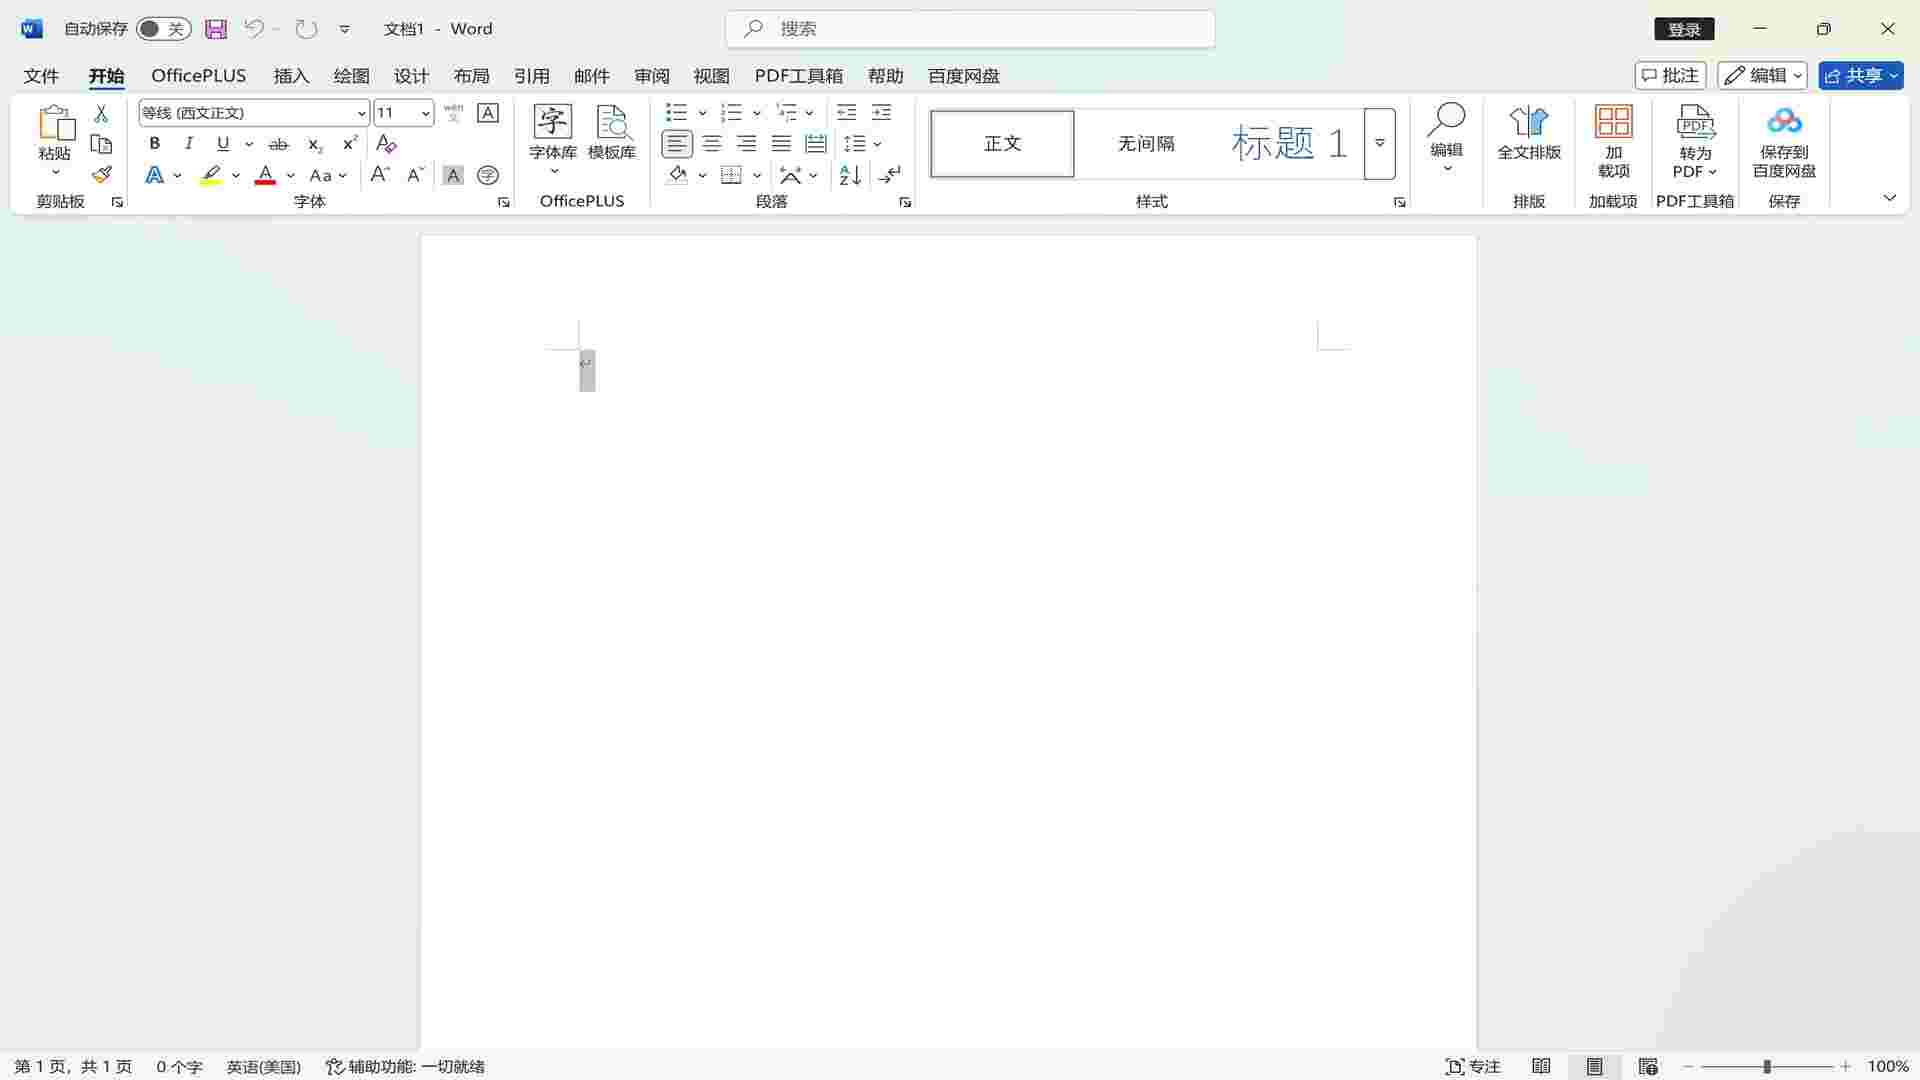 自动保存 关 文档1 - Word 搜索 登录
文件 开始 OfficePLUS 插入 绘图 设计 布局 引用 邮件 审阅 视图 PDF工具箱 帮助 百度网盘 批注 编辑 共享
粘贴
剪贴板
等线 (西文正文) 11 wén 文 A
B I U ab x₂ x² A
A A Aa A A A 字
字体
字 字体库 模板库
OfficePLUS
段落
正文 无间隔 标题 1
样式
编辑
全文排版
排版
加
载项
加载项
PDF
转为
PDF
PDF工具箱
保存到
百度网盘
保存
第 1 页，共 1 页 0 个字 英语(美国) 辅助功能: 一切就绪 专注 100%